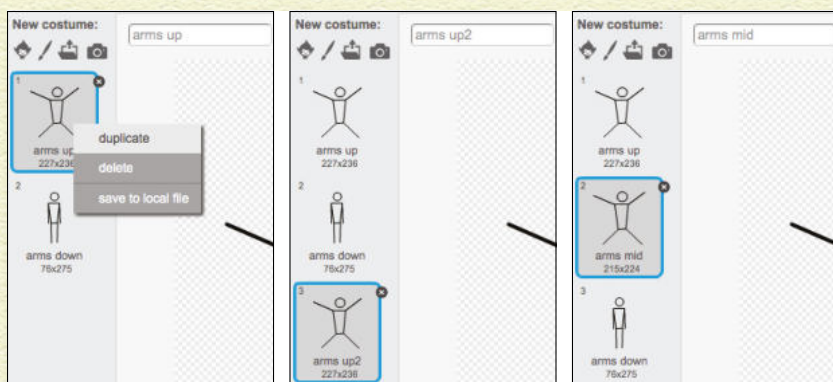 New costume:
arms up
1
arms up
227x236
duplicate
delete
save to local file
2
arms down
76x275
New costume:
arms up2
1
arms up
227x236
2
arms down
76x275
3
arms up2
227x236
New costume:
arms mid
1
arms up
227x236
2
arms mid
215x224
3
arms down
76x275